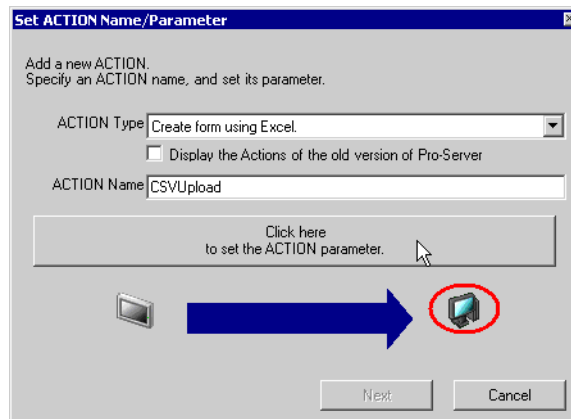 Set ACTION Name/Parameter
Add a new ACTION.
Specify an ACTION name, and set its parameter.
ACTION Type Create form using Excel.
Display the Actions of the old version of Pro-Server
ACTION Name CSVUpload
Click here
to set the ACTION parameter.
Next Cancel